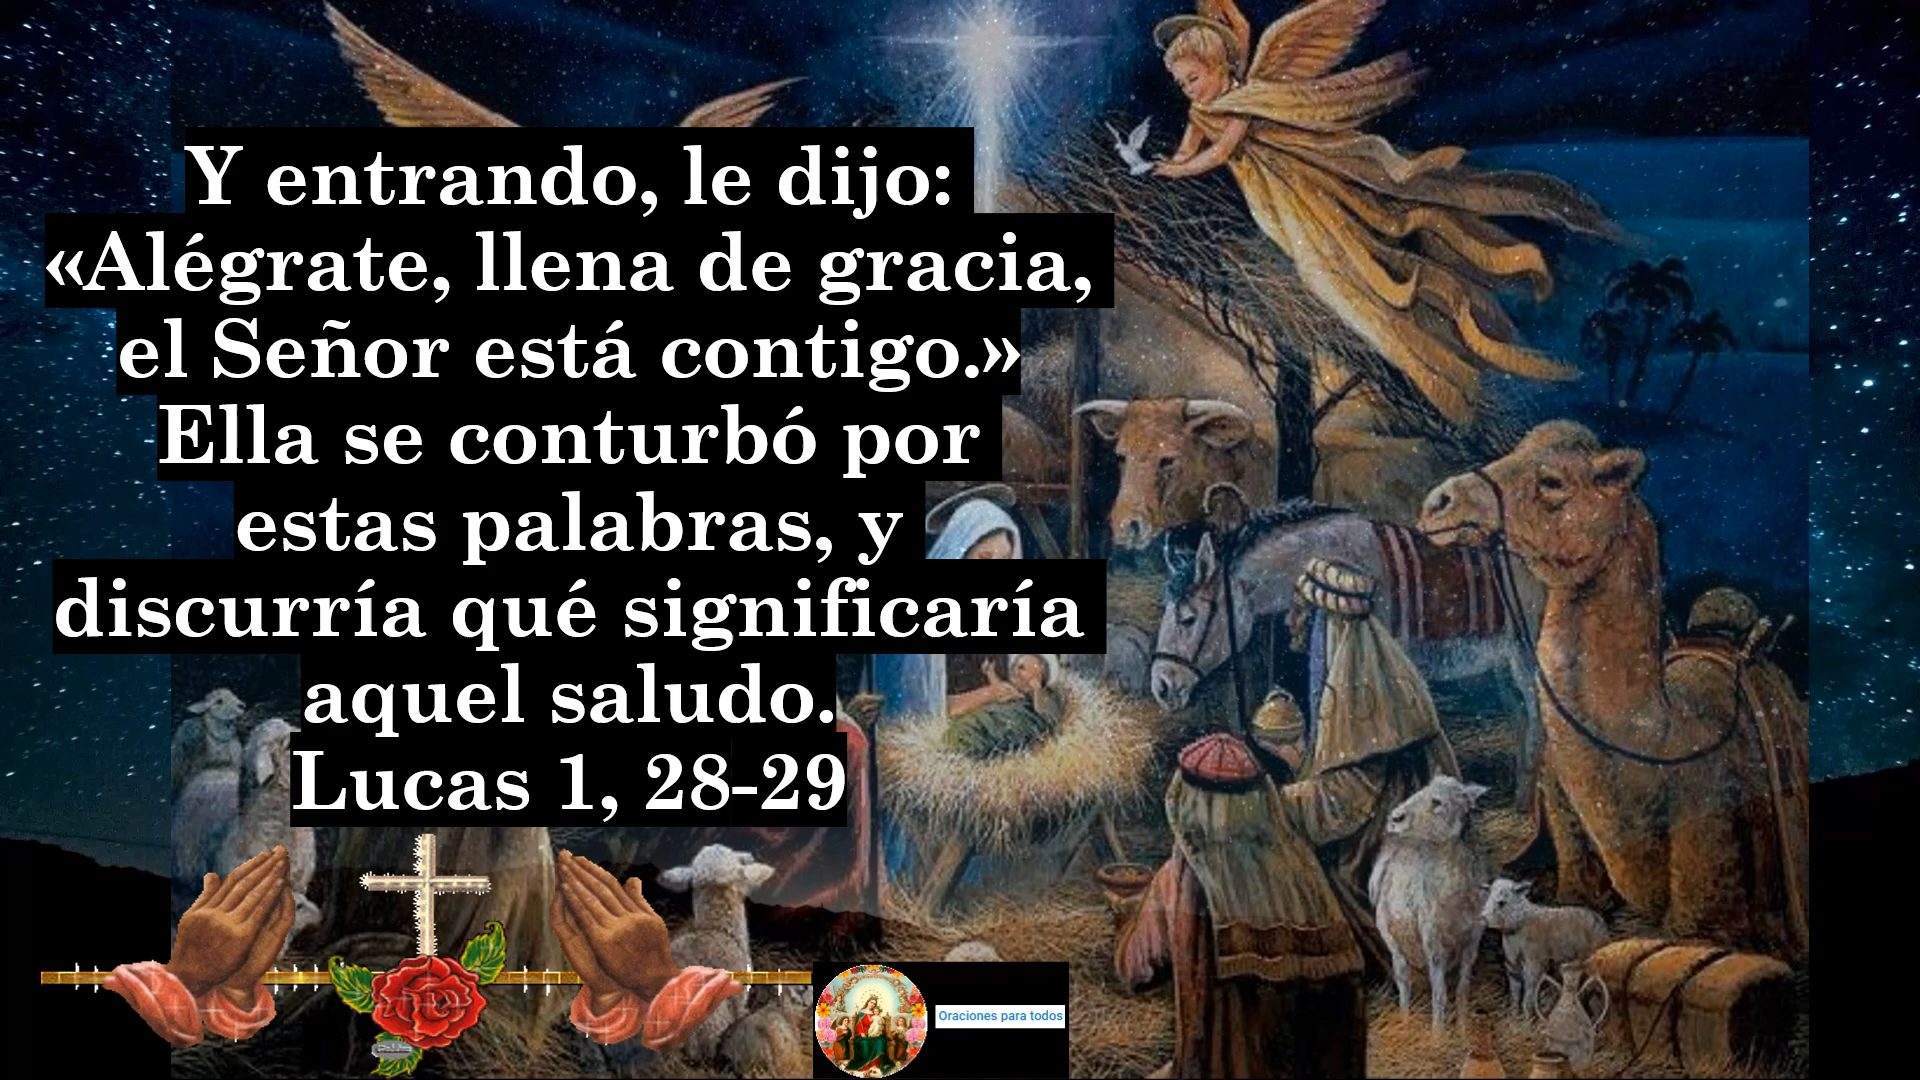 Y entrando, le dijo:
«Alégrate, llena de gracia,
el Señor está contigo.»
Ella se conturbó por
estas palabras, y
discurría qué significaría
aquel saludo.
Lucas 1, 28-29
Oraciones para todos